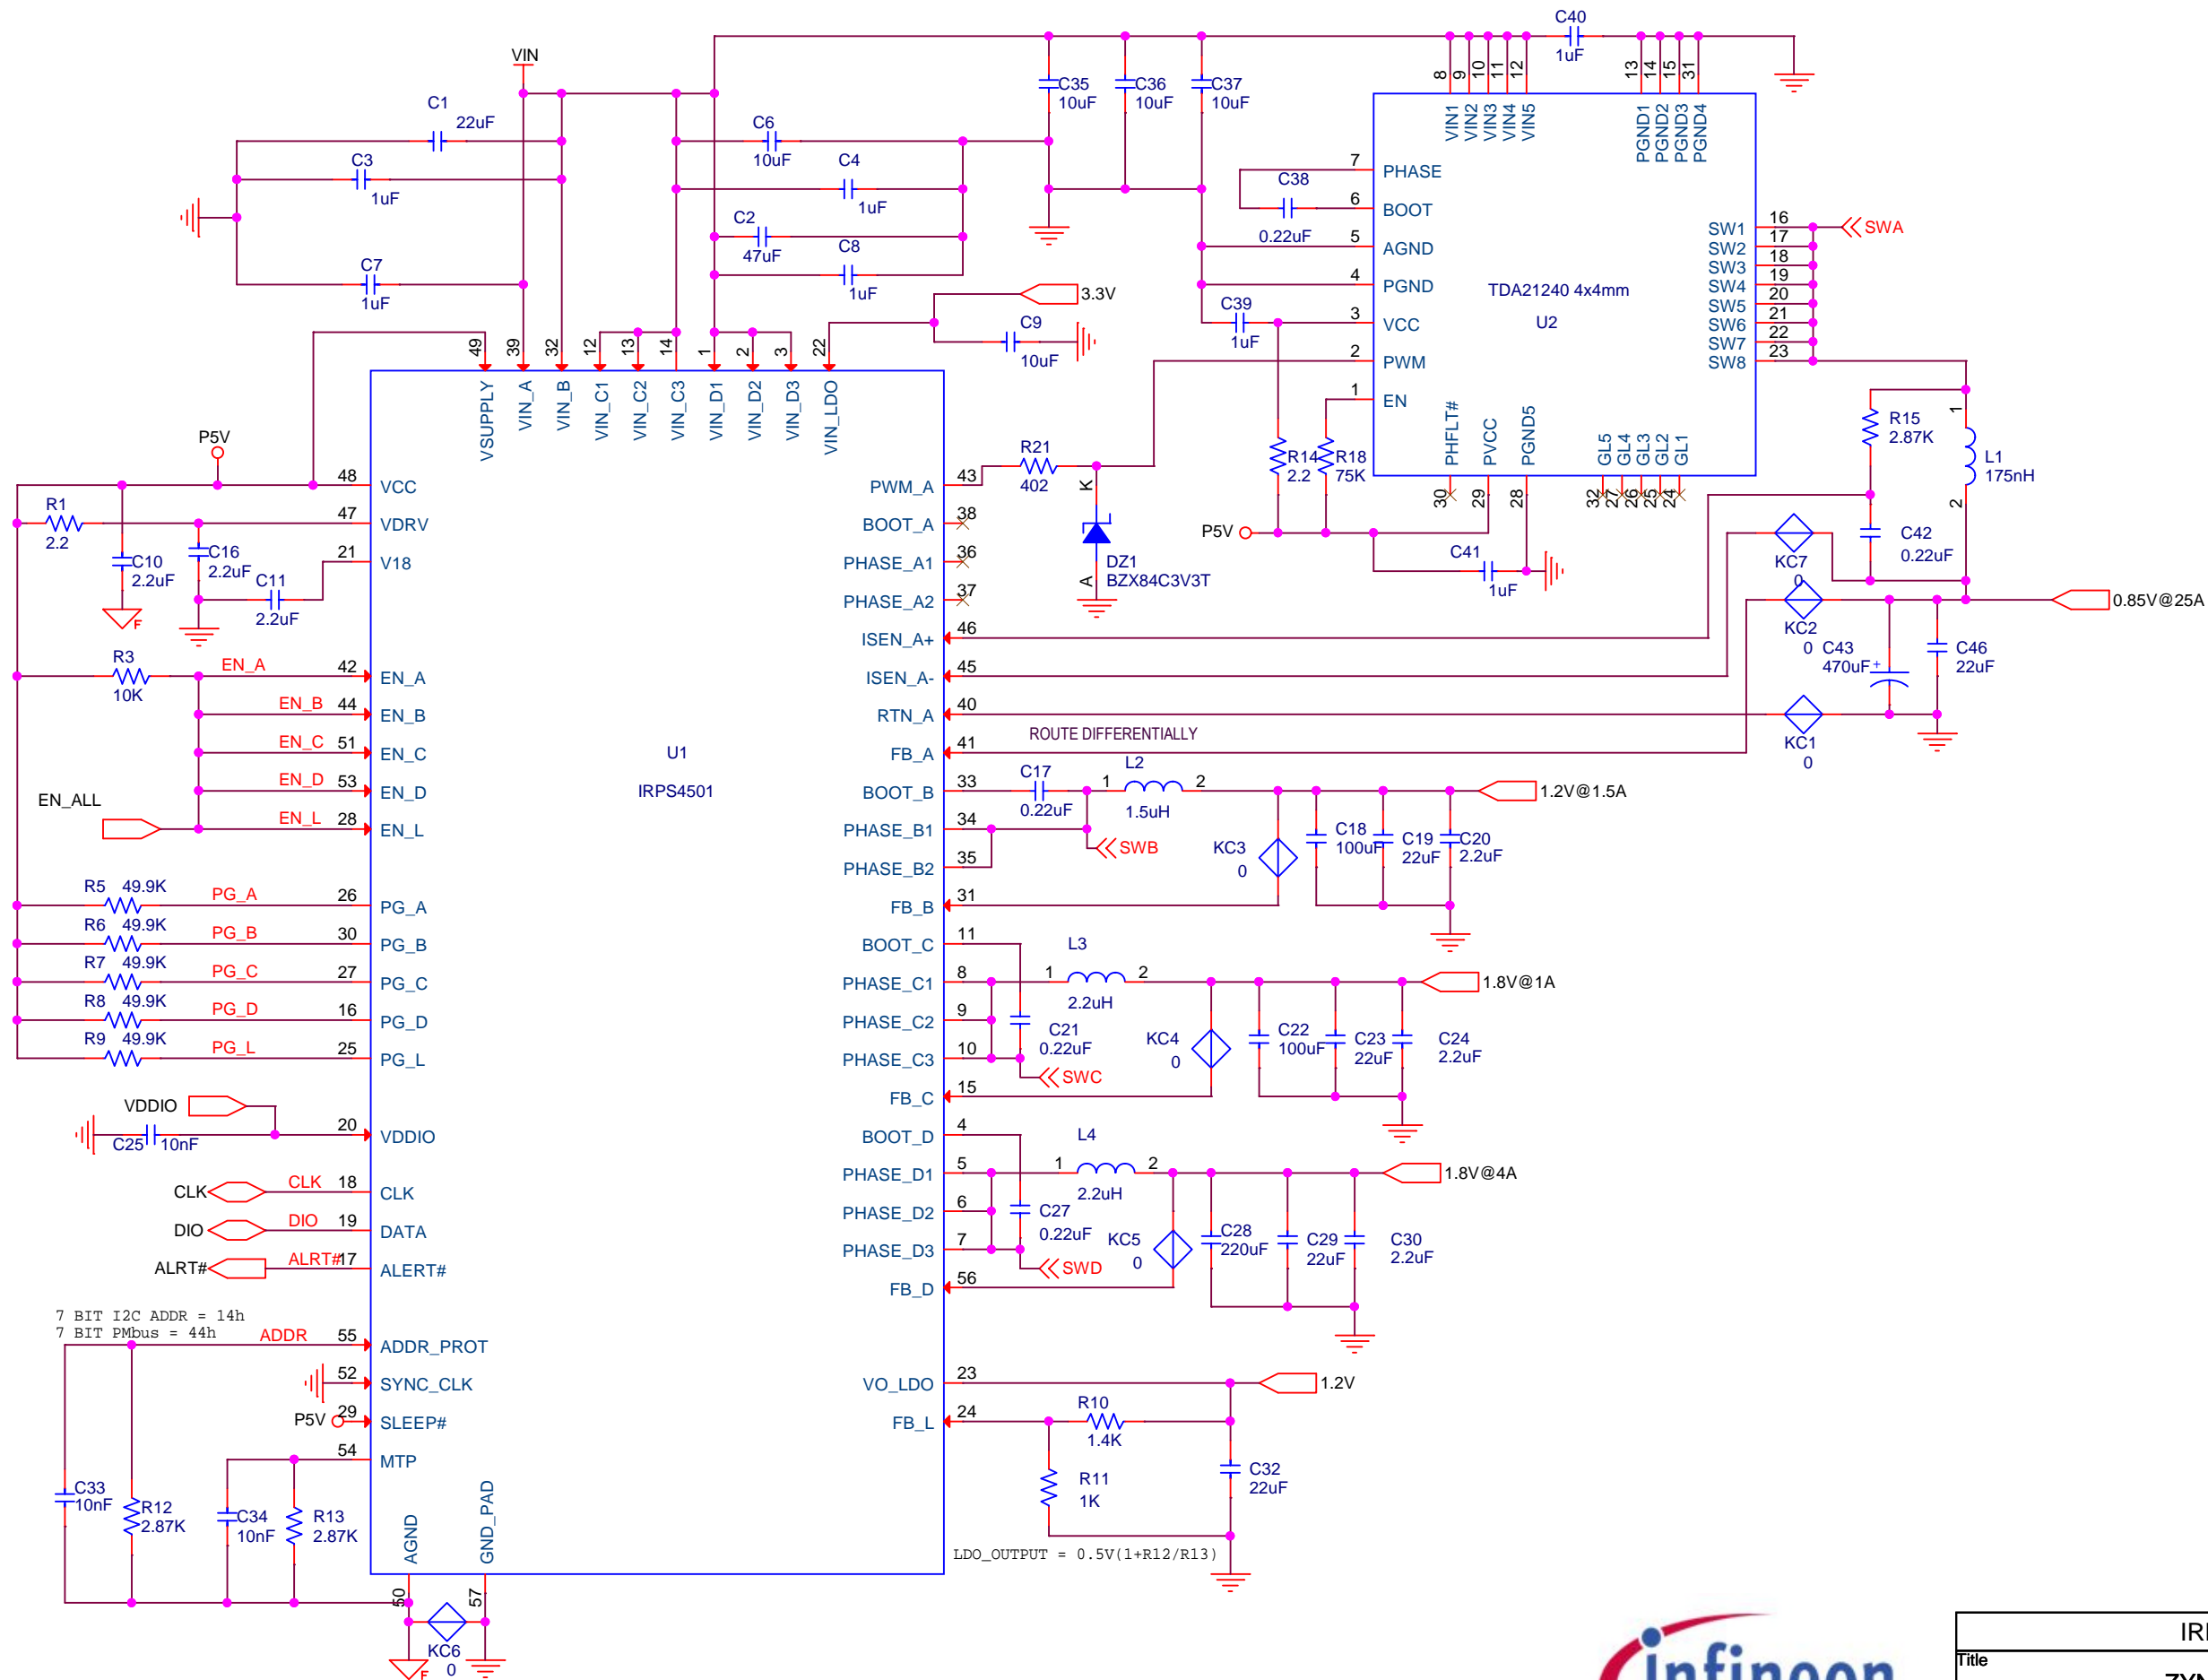 C40
1uF
VIN
8
9
10
11
12
13
14
15
31
C35
10uF
C36
10uF
C37
10uF
VIN1
VIN2
VIN3
VIN4
VIN5
PGND1
PGND2
PGND3
PGND4
C1
22uF
C3
1uF
C7
1uF
C6
10uF
C4
1uF
C2
47uF
C8
1uF
C38
0.22uF
7 PHASE
6 BOOT
5 AGND
4 PGND
3 VCC
2 PWM
1 EN
TDA21240 4x4mm
U2
SW1 16
SW2 17
SW3 18
SW4 19
SW5 20
SW6 21
SW7 22
SW8 23
SWA
3.3V
C9
10uF
C39
1uF
49
39
32
12
13
14
1
2
3
22
VSUPPLY
VIN_A
VIN_B
VIN_C1
VIN_C2
VIN_C3
VIN_D1
VIN_D2
VIN_D3
VIN_LDO
PHFLT#
PVCC
PGND5
GL5
GL4
GL3
GL2
GL1
30
29
28
32
27
26
25
24
R15
2.87K
1
L1
175nH
2
R14
2.2
R18
75K
R21
402
K
DZ1
BZX84C3V3T
A
P5V
C41
1uF
C42
0.22uF
KC7
0
KC2
0
C43
470uF
+
C46
22uF
KC1
0
0.85V@25A
P5V
R1
2.2
C10
2.2uF
C16
2.2uF
C11
2.2uF
F
48 VCC
47 VDRV
21 V18
R3
10K
EN_A 42 EN_A
EN_B 44 EN_B
EN_C 51 EN_C
EN_D 53 EN_D
EN_L 28 EN_L
EN_ALL
U1
IRPS4501
PWM_A 43
BOOT_A 38
PHASE_A1 36
PHASE_A2 37
ISEN_A+ 46
ISEN_A- 45
RTN_A 40
ROUTE DIFFERENTIALLY
FB_A 41
BOOT_B 33
PHASE_B1 34
PHASE_B2 35
FB_B 31
C17
0.22uF
1 L2 2
1.5uH
SWB
KC3
0
C18
100uF
C19
22uF
C20
2.2uF
1.2V@1.5A
R5 49.9K PG_A 26 PG_A
R6 49.9K PG_B 30 PG_B
R7 49.9K PG_C 27 PG_C
R8 49.9K PG_D 16 PG_D
R9 49.9K PG_L 25 PG_L
BOOT_C 11
PHASE_C1 8
PHASE_C2 9
PHASE_C3 10
FB_C 15
L3
1 2
2.2uH
C21
0.22uF
SWC
KC4
0
C22
100uF
C23
22uF
C24
2.2uF
1.8V@1A
VDDIO
C25 10nF
20 VDDIO
CLK CLK 18 CLK
DIO DIO 19 DATA
ALRT# ALRT# 17 ALERT#
BOOT_D 4
PHASE_D1 5
PHASE_D2 6
PHASE_D3 7
FB_D 56
L4
1 2
2.2uH
C27
0.22uF
SWD
KC5
0
C28
220uF
C29
22uF
C30
2.2uF
1.8V@4A
7 BIT I2C ADDR = 14h
7 BIT PMbus = 44h
ADDR 55 ADDR_PROT
52 SYNC_CLK
P5V 29 SLEEP#
54 MTP
VO_LDO 23
FB_L 24
1.2V
R10
1.4K
R11
1K
C32
22uF
C33
10nF
R12
2.87K
C34
10nF
R13
2.87K
AGND
GND_PAD
50
57
LDO_OUTPUT = 0.5V(1+R12/R13)
KC6
0
F
infineon
Title